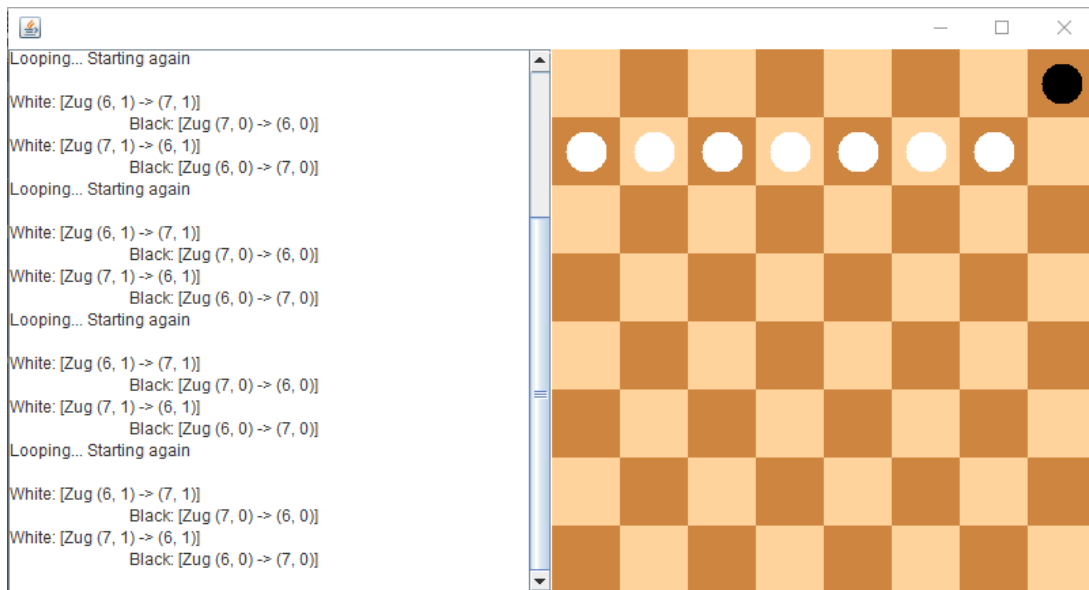 Looping... Starting again
White: [Zug (6, 1) -> (7, 1)]
Black: [Zug (7, 0) -> (6, 0)]
White: [Zug (7, 1) -> (6, 1)]
Black: [Zug (6, 0) -> (7, 0)]
Looping... Starting again
White: [Zug (6, 1) -> (7, 1)]
Black: [Zug (7, 0) -> (6, 0)]
White: [Zug (7, 1) -> (6, 1)]
Black: [Zug (6, 0) -> (7, 0)]
Looping... Starting again
White: [Zug (6, 1) -> (7, 1)]
Black: [Zug (7, 0) -> (6, 0)]
White: [Zug (7, 1) -> (6, 1)]
Black: [Zug (6, 0) -> (7, 0)]
Looping... Starting again
White: [Zug (6, 1) -> (7, 1)]
Black: [Zug (7, 0) -> (6, 0)]
White: [Zug (7, 1) -> (6, 1)]
Black: [Zug (6, 0) -> (7, 0)]